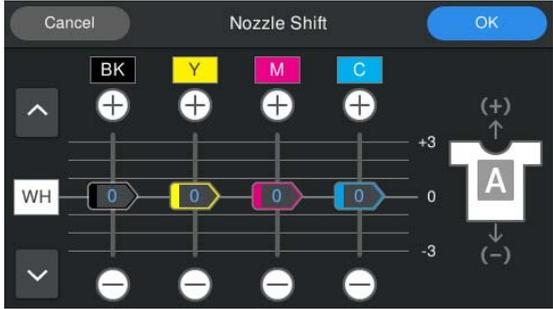 Cancel Nozzle Shift OK
BK Y M C
(+)
+3
WH 0 0 0 0 0 A
-3
(−)